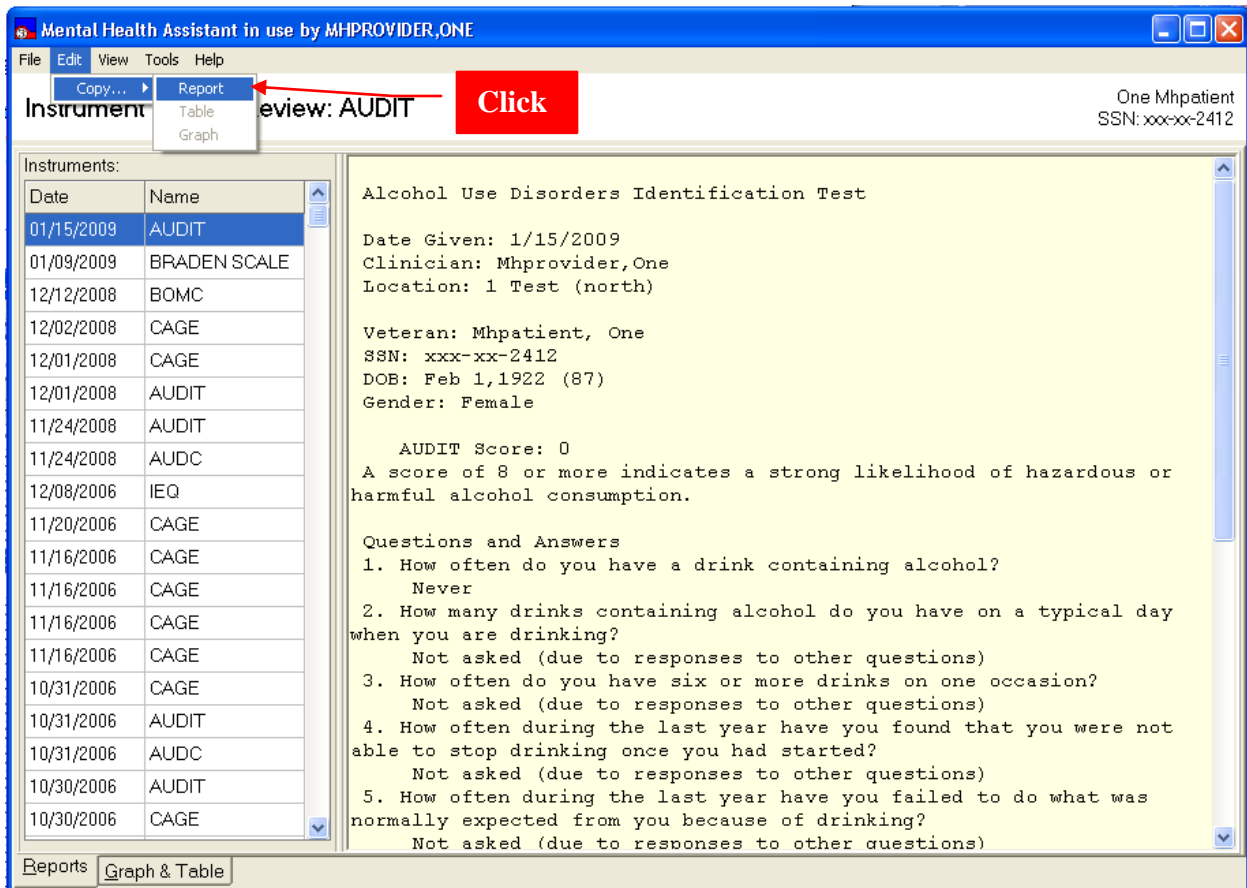 Mental Health Assistant in use by MHPROVIDER,ONE
File Edit View Tools Help
Copy... Report
Table
Graph
Click
Instrument eview: AUDIT
One Mhpatient
SSN: xxx-xx-2412
Instruments:
Date Name
01/15/2009 AUDIT
01/09/2009 BRADEN SCALE
12/12/2008 BOMC
12/02/2008 CAGE
12/01/2008 CAGE
12/01/2008 AUDIT
11/24/2008 AUDIT
11/24/2008 AUDC
12/08/2006 IEQ
11/20/2006 CAGE
11/16/2006 CAGE
11/16/2006 CAGE
11/16/2006 CAGE
11/16/2006 CAGE
10/31/2006 CAGE
10/31/2006 AUDIT
10/31/2006 AUDC
10/30/2006 AUDIT
10/30/2006 CAGE
Alcohol Use Disorders Identification Test
Date Given: 1/15/2009
Clinician: Mhprovider,One
Location: 1 Test (north)
Veteran: Mhpatient, One
SSN: xxx-xx-2412
DOB: Feb 1,1922 (87)
Gender: Female
AUDIT Score: 0
A score of 8 or more indicates a strong likelihood of hazardous or
harmful alcohol consumption.
Questions and Answers
1. How often do you have a drink containing alcohol?
Never
2. How many drinks containing alcohol do you have on a typical day
when you are drinking?
Not asked (due to responses to other questions)
3. How often do you have six or more drinks on one occasion?
Not asked (due to responses to other questions)
4. How often during the last year have you found that you were not
able to stop drinking once you had started?
Not asked (due to responses to other questions)
5. How often during the last year have you failed to do what was
normally expected from you because of drinking?
Not asked (due to responses to other questions)
Reports Graph & Table